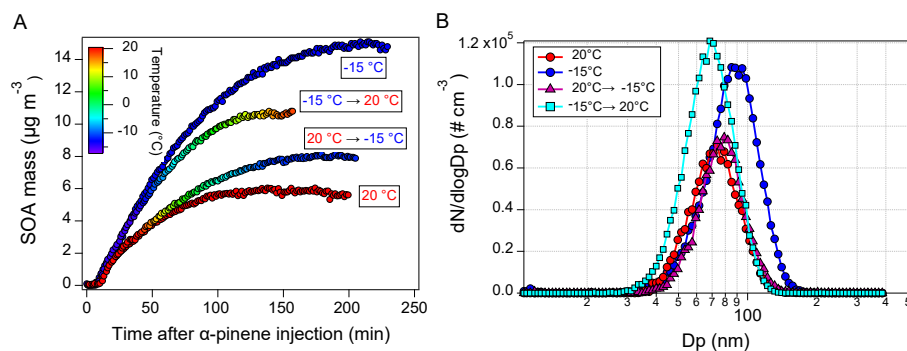 A
SOA mass (µg m⁻³)
14
12
10
8
6
4
2
0
20
10
0
-10
Temperature (°C)
-15 °C
-15 °C → 20 °C
20 °C → -15 °C
20 °C
0 50 100 150 200 250
Time after α-pinene injection (min)
B
dN/dlogDp (# cm⁻³)
1.2 x10⁵
1.0
0.8
0.6
0.4
0.2
0.0
20°C
-15°C
20°C→ -15°C
-15°C→ 20°C
2 3 4 5 6 7 8 9 100 2 3 4 5
Dp (nm)